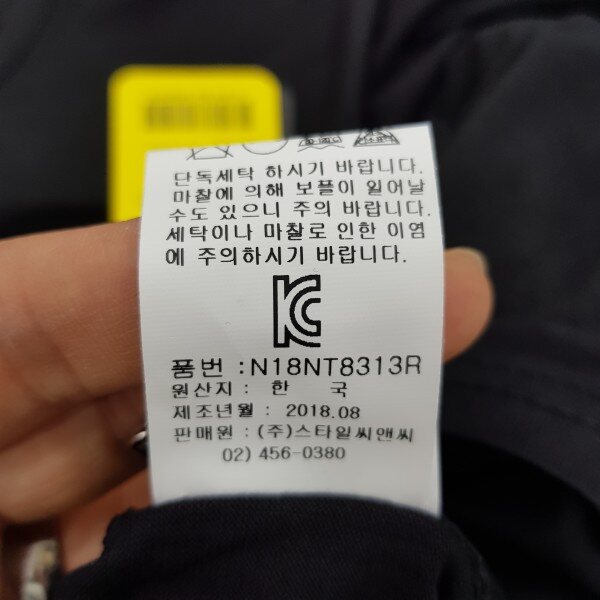 단독세탁 하시기 바랍니다.
마찰에 의해 보풀이 일어날
수도 있으니 주의 바랍니다.
세탁이나 마찰로 인한 이염
에 주의하시기 바랍니다.
KC
품번 :N18NT8313R
원산지 : 한 국
제조년월 : 2018.08
판매원 : (주)스타일씨앤씨
02) 456-0380